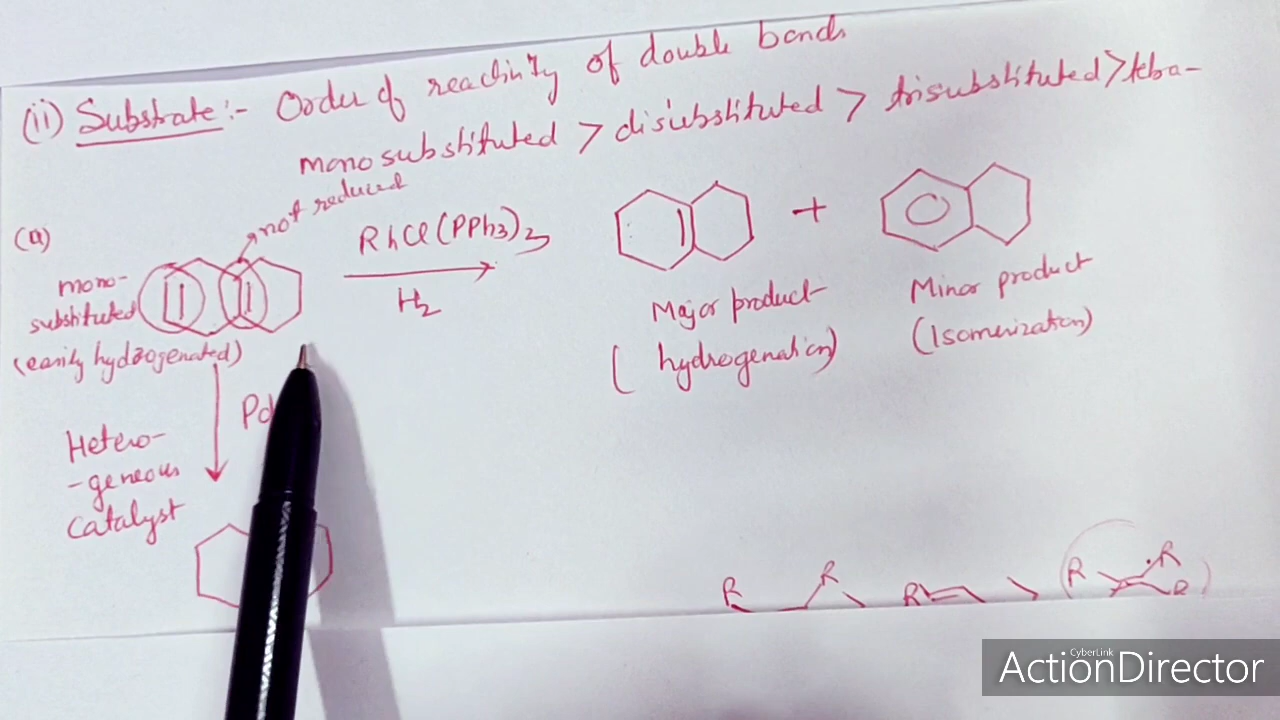 (ii) Substrate :- Order of reactivity of double bonds
monosubstituted > disubstituted > trisubstituted > tetra-
not reduced
(a)
mono-
substituted
(easily hydrogenated)
RhCl(PPh3)3
H2
+
Major product
(hydrogenation)
Minor product
(Isomerization)
Hetero-
-geneous
Catalyst
Pd
R R R > R R
CyberLink
ActionDirector